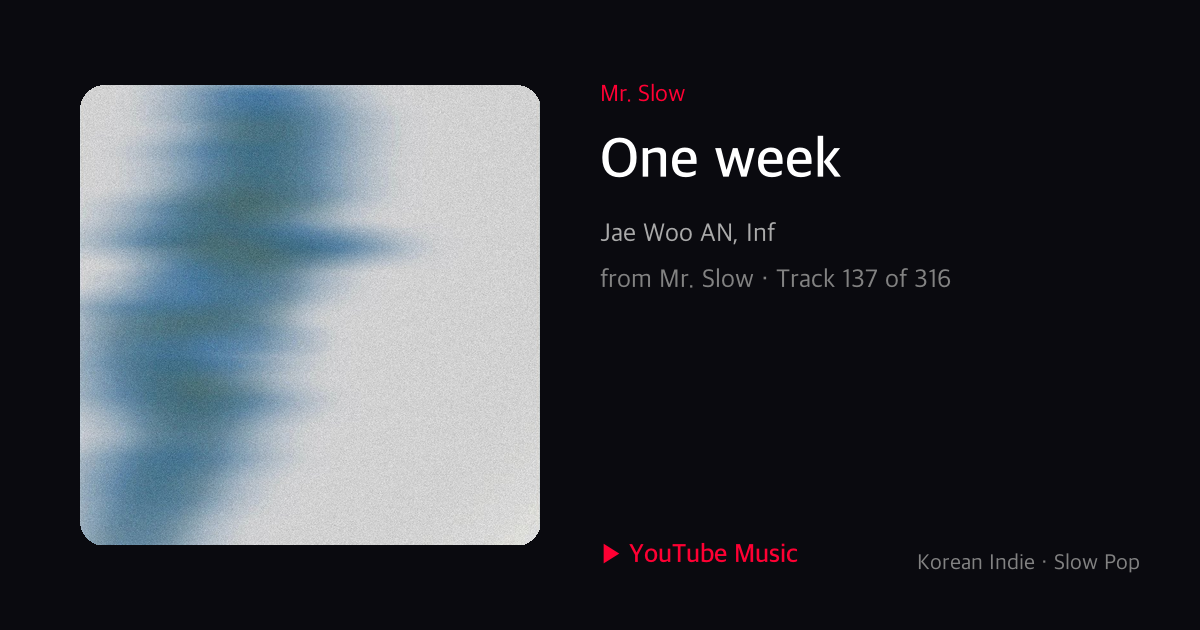 Mr. Slow
One week
Jae Woo AN, Inf
from Mr. Slow · Track 137 of 316
▶ YouTube Music
Korean Indie · Slow Pop